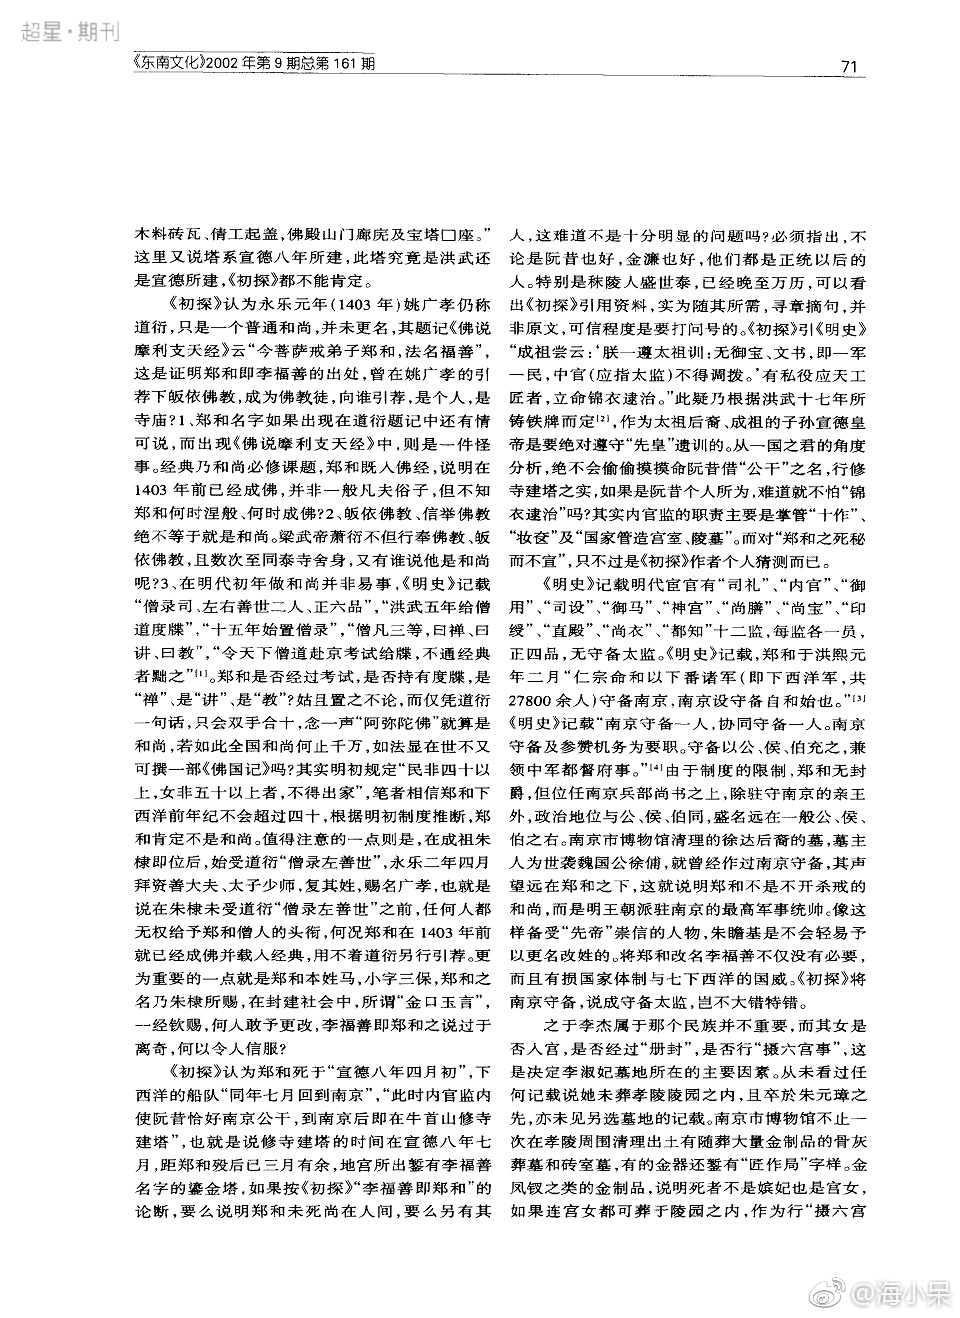 超星·期刊
《东南文化》2002年第9期总第161期
71
木料砖瓦、倩工起盖,佛殿山门廊庑及宝塔□座。”
这里又说塔系宣德八年所建,此塔究竟是洪武还
是宣德所建,《初探》都不能肯定。
《初探》认为永乐元年(1403年)姚广孝仍称
道衍,只是一个普通和尚,并未更名,其题记《佛说
摩利支天经》云“今菩萨戒弟子郑和,法名福善”,
这是证明郑和即李福善的出处,曾在姚广孝的引
荐下皈依佛教,成为佛教徒,向谁引荐,是个人,是
寺庙?1、郑和名字如果出现在道衍题记中还有情
可说,而出现《佛说摩利支天经》中,则是一件怪
事。经典乃和尚必修课题,郑和既入佛经,说明在
1403年前已经成佛,并非一般凡夫俗子,但不知
郑和何时涅般、何时成佛?2、皈依佛教、信举佛教
绝不等于就是和尚。梁武帝萧衍不但行奉佛教、皈
依佛教,且数次至同泰寺舍身,又有谁说他是和尚
呢?3、在明代初年做和尚并非易事,《明史》记载
“僧录司、左右善世二人、正六品”,“洪武五年给僧
道度牒”,“十五年始置僧录”,“僧凡三等,曰禅、曰
讲、曰教”,“令天下僧道赴京考试给牒,不通经典
者黜之”[1]。郑和是否经过考试,是否持有度牒,是
“禅”、是“讲”、是“教”?姑且置之不论,而仅凭道衍
一句话,只会双手合十,念一声“阿弥陀佛”就算是
和尚,若如此全国和尚何止千万,如法显在世不又
可撰一部《佛国记》吗?其实明初规定“民非四十以
上,女非五十以上者,不得出家”,笔者相信郑和下
西洋前年纪不会超过四十,根据明初制度推断,郑
和肯定不是和尚。值得注意的一点则是,在成祖朱
棣即位后,始受道衍“僧录左善世”,永乐二年四月
拜资善大夫、太子少师,复其姓,赐名广孝,也就是
说在朱棣未受道衍“僧录左善世”之前,任何人都
无权给予郑和僧人的头衔,何况郑和在1403年前
就已经成佛并载入经典,用不着道衍另行引荐。更
为重要的一点就是郑和本姓马,小字三保,郑和之
名乃朱棣所赐,在封建社会中,所谓“金口玉言”,
一经钦赐,何人敢予更改,李福善即郑和之说过于
离奇,何以令人信服?
《初探》认为郑和死于“宣德八年四月初”,下
西洋的船队“同年七月回到南京”,“此时内官监内
使阮昔恰好南京公干,到南京后即在牛首山修寺
建塔”,也就是说修寺建塔的时间在宣德八年七
月,距郑和殁后已三月有余,地宫所出錾有李福善
名字的鎏金塔,如果按《初探》“李福善即郑和”的
论断,要么说明郑和未死尚在人间,要么另有其
人,这难道不是十分明显的问题吗?必须指出,不
论是阮昔也好,金濂也好,他们都是正统以后的
人。特别是秣陵人盛世泰,已经晚至万历,可以看
出《初探》引用资料,实为随其所需,寻章摘句,并
非原文,可信程度是要打问号的。《初探》引《明史》
“成祖尝云:‘朕一遵太祖训:无御宝、文书,即一军
一民,中官(应指太监)不得调拨。’有私役应天工
匠者,立命锦衣逮治。”此疑乃根据洪武十七年所
铸铁牌而定[2],作为太祖后裔、成祖的子孙宣德皇
帝是要绝对遵守“先皇”遗训的。从一国之君的角度
分析,绝不会偷偷摸摸命阮昔借“公干”之名,行修
寺建塔之实,如果是阮昔个人所为,难道就不怕“锦
衣逮治”吗?其实内官监的职责主要是掌管“十作”、
“妆奁”及“国家管造宫室、陵墓”。而对“郑和之死秘
而不宣”,只不过是《初探》作者个人猜测而已。
《明史》记载明代宦官有“司礼”、“内官”、“御
用”、“司设”、“御马”、“神宫”、“尚膳”、“尚宝”、“印
绶”、“直殿”、“尚衣”、“都知”十二监,每监各一员,
正四品,无守备太监。《明史》记载,郑和于洪熙元
年二月“仁宗命和以下番诸军(即下西洋军,共
27800余人)守备南京,南京设守备自和始也。”[3]
《明史》记载“南京守备一人,协同守备一人。南京
守备及参赞机务为要职。守备以公、侯、伯充之,兼
领中军都督府事。”[4]由于制度的限制,郑和无封
爵,但位任南京兵部尚书之上,除驻守南京的亲王
外,政治地位与公、侯、伯同,盛名远在一般公、侯、
伯之右。南京市博物馆清理的徐达后裔的墓,墓主
人为世袭魏国公徐俌,就曾经作过南京守备,其声
望远在郑和之下,这就说明郑和不是不开杀戒的
和尚,而是明王朝派驻南京的最高军事统帅。像这
样备受“先帝”崇信的人物,朱瞻基是不会轻易予
以更名改姓的。将郑和改名李福善不仅没有必要,
而且有损国家体制与七下西洋的国威。《初探》将
南京守备,说成守备太监,岂不大错特错。
之于李杰属于那个民族并不重要,而其女是
否入宫,是否经过“册封”,是否行“摄六宫事”,这
是决定李淑妃墓地所在的主要因素。从未看过任
何记载说她未葬孝陵陵园之内,且卒於朱元璋之
先,亦未见另选墓地的记载。南京市博物馆不止一
次在孝陵周围清理出土有随葬大量金制品的骨灰
葬墓和砖室墓,有的金器还錾有“匠作局”字样。金
凤钗之类的金制品,说明死者不是嫔妃也是宫女,
如果连宫女都可葬于陵园之内,作为行“摄六宫
@海小呆